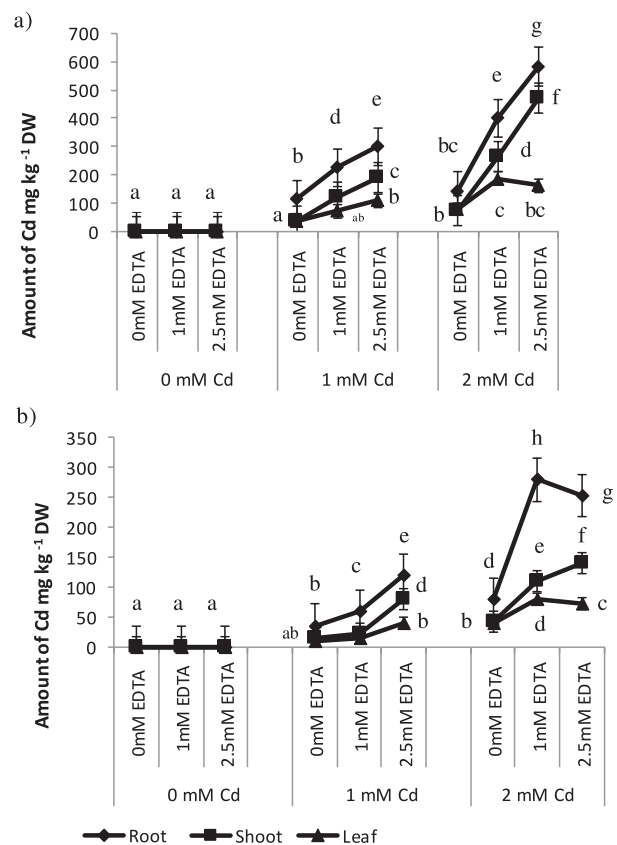 a)
Amount of Cd mg kg -1 DW
700
600
500
400
300
200
100
0
a a a
a b d e
c
b
ab
bc e g
f
d
b c bc
0mM EDTA 1mM EDTA 2.5mM EDTA 0mM EDTA 1mM EDTA 2.5mM EDTA 0mM EDTA 1mM EDTA 2.5mM EDTA
0 mM Cd 1 mM Cd 2 mM Cd
b)
Amount of Cd mg kg -1 DW
350
300
250
200
150
100
50
0
a a a
ab b c e
d
b
d h g
e f
b d c
0mM EDTA 1mM EDTA 2.5mM EDTA 0mM EDTA 1mM EDTA 2.5mM EDTA 0mM EDTA 1mM EDTA 2.5mM EDTA
0 mM Cd 1 mM Cd 2 mM Cd
Root Shoot Leaf